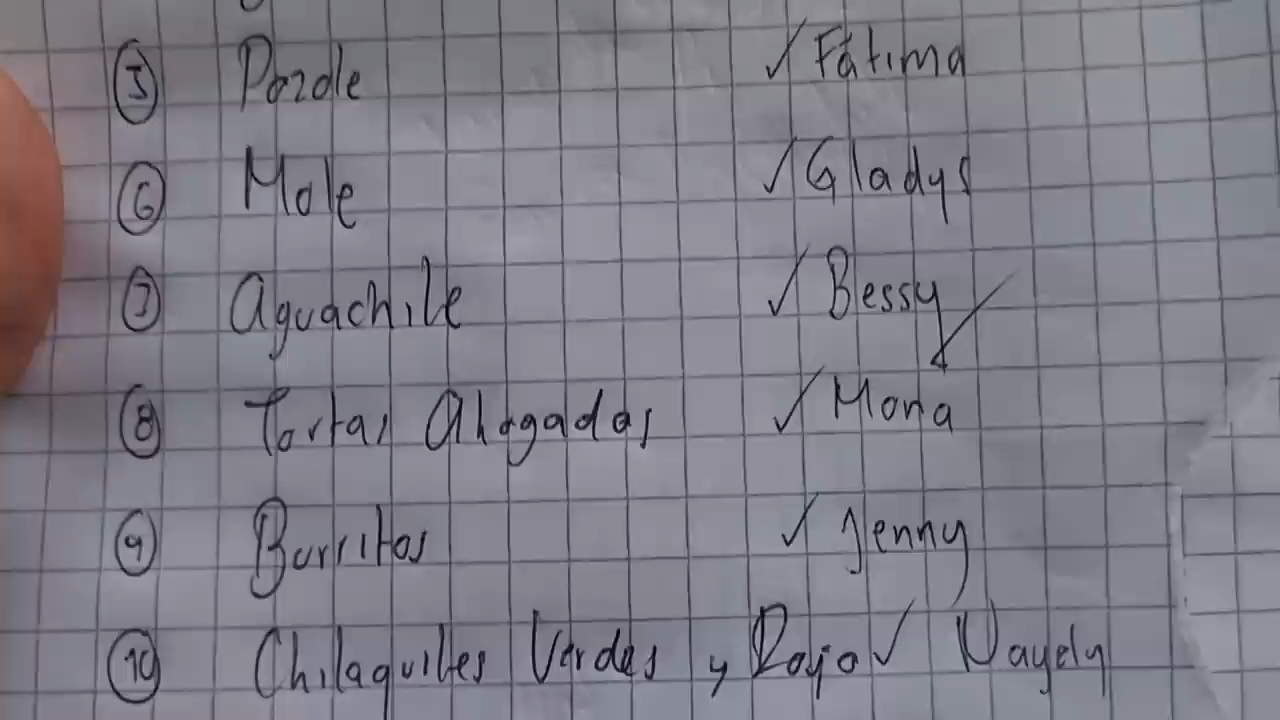 5 Pozole ✓ Fátima
6 Mole ✓ Gladys
7 Aguachile ✓ Bessy
8 Tortas Ahogadas ✓ Mona
9 Burritos ✓ Jenny
10 Chilaquiles Verdes y Rojo ✓ Nayely